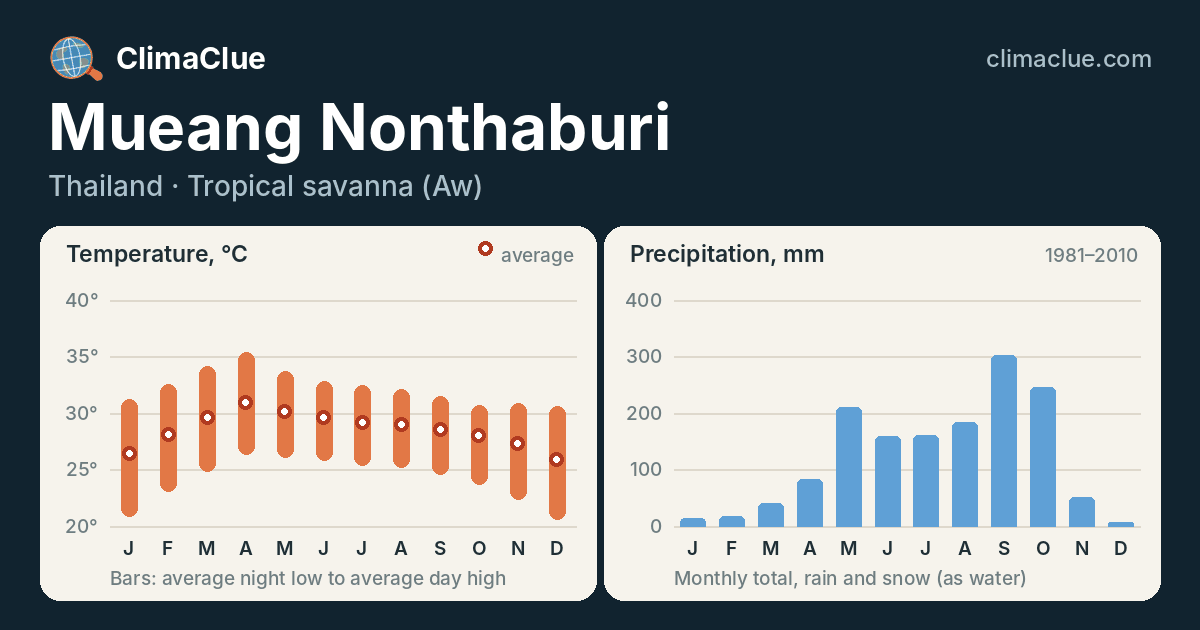 ClimaClue
climaclue.com
Mueang Nonthaburi
Thailand · Tropical savanna (Aw)
Temperature, °C
average
40°
35°
30°
25°
20°
J F M A M J J A S O N D
Bars: average night low to average day high
Precipitation, mm
1981–2010
400
300
200
100
0
J F M A M J J A S O N D
Monthly total, rain and snow (as water)